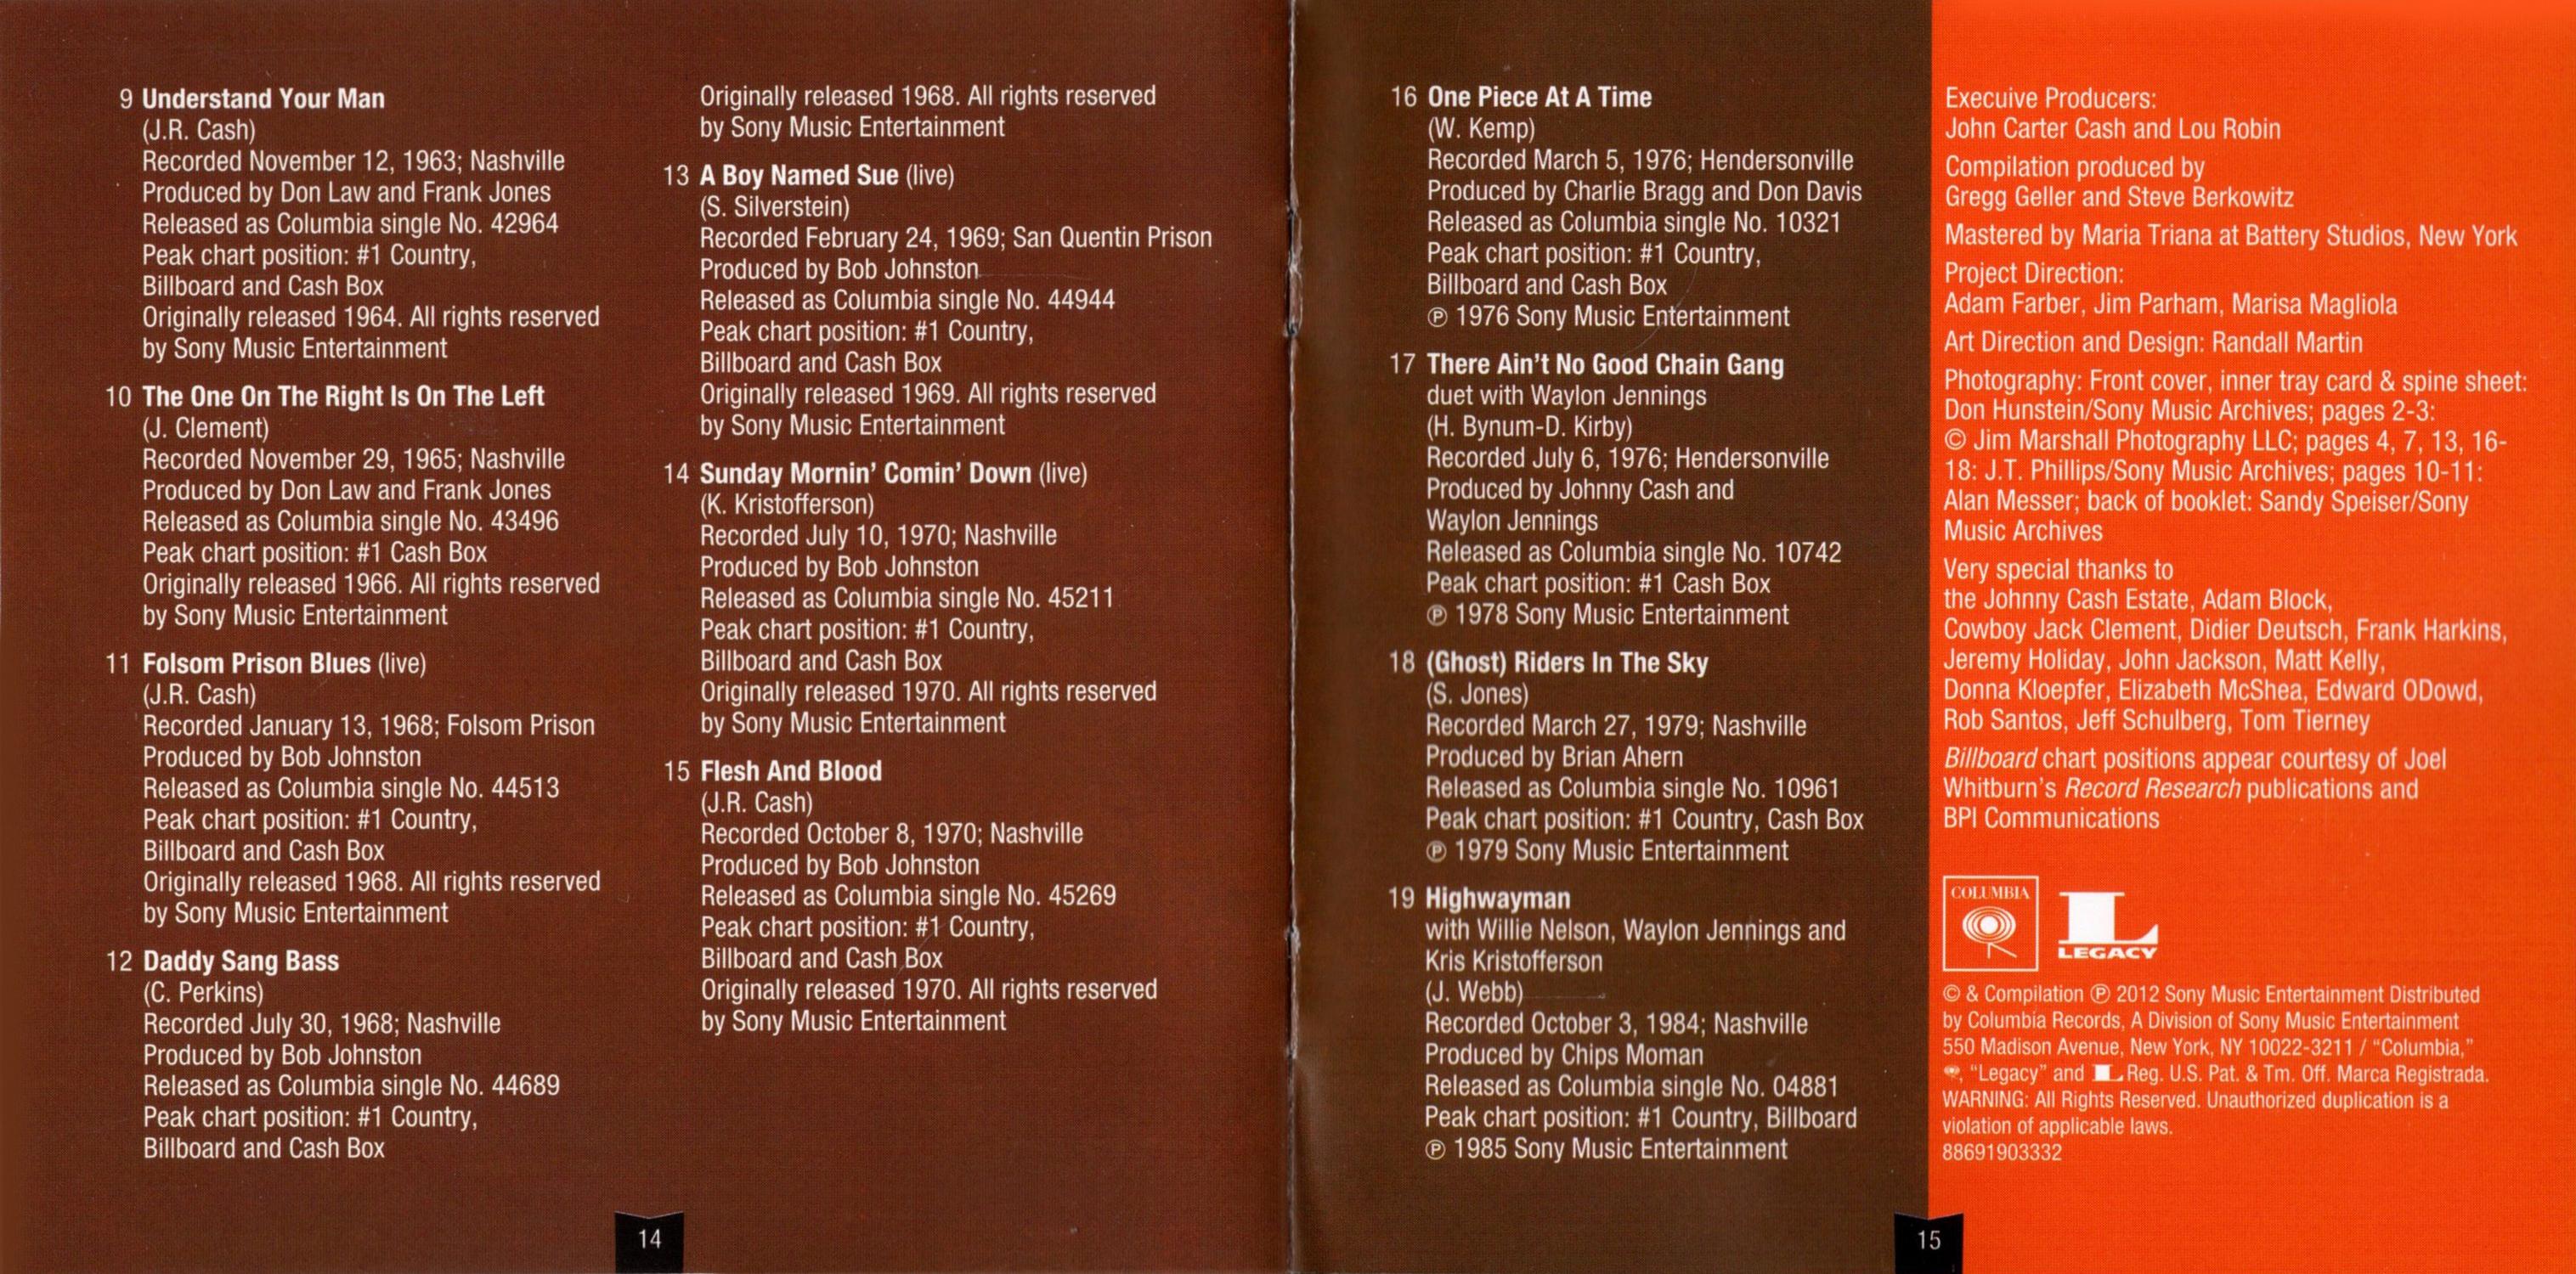 9 Understand Your Man
(J.R. Cash)
Recorded November 12, 1963; Nashville
Produced by Don Law and Frank Jones
Released as Columbia single No. 42964
Peak chart position: #1 Country,
Billboard and Cash Box
Originally released 1964. All rights reserved
by Sony Music Entertainment
10 The One On The Right Is On The Left
(J. Clement)
Recorded November 29, 1965; Nashville
Produced by Don Law and Frank Jones
Released as Columbia single No. 43496
Peak chart position: #1 Cash Box
Originally released 1966. All rights reserved
by Sony Music Entertainment
11 Folsom Prison Blues (live)
(J.R. Cash)
Recorded January 13, 1968; Folsom Prison
Produced by Bob Johnston
Released as Columbia single No. 44513
Peak chart position: #1 Country,
Billboard and Cash Box
Originally released 1968. All rights reserved
by Sony Music Entertainment
12 Daddy Sang Bass
(C. Perkins)
Recorded July 30, 1968; Nashville
Produced by Bob Johnston
Released as Columbia single No. 44689
Peak chart position: #1 Country,
Billboard and Cash Box
Originally released 1968. All rights reserved
by Sony Music Entertainment
13 A Boy Named Sue (live)
(S. Silverstein)
Recorded February 24, 1969; San Quentin Prison
Produced by Bob Johnston
Released as Columbia single No. 44944
Peak chart position: #1 Country,
Billboard and Cash Box
Originally released 1969. All rights reserved
by Sony Music Entertainment
14 Sunday Mornin' Comin' Down (live)
(K. Kristofferson)
Recorded July 10, 1970; Nashville
Produced by Bob Johnston
Released as Columbia single No. 45211
Peak chart position: #1 Country,
Billboard and Cash Box
Originally released 1970. All rights reserved
by Sony Music Entertainment
15 Flesh And Blood
(J.R. Cash)
Recorded October 8, 1970; Nashville
Produced by Bob Johnston
Released as Columbia single No. 45269
Peak chart position: #1 Country,
Billboard and Cash Box
Originally released 1970. All rights reserved
by Sony Music Entertainment
14
16 One Piece At A Time
(W. Kemp)
Recorded March 5, 1976; Hendersonville
Produced by Charlie Bragg and Don Davis
Released as Columbia single No. 10321
Peak chart position: #1 Country,
Billboard and Cash Box
℗ 1976 Sony Music Entertainment
17 There Ain't No Good Chain Gang
duet with Waylon Jennings
(H. Bynum-D. Kirby)
Recorded July 6, 1976; Hendersonville
Produced by Johnny Cash and
Waylon Jennings
Released as Columbia single No. 10742
Peak chart position: #1 Cash Box
℗ 1978 Sony Music Entertainment
18 (Ghost) Riders In The Sky
(S. Jones)
Recorded March 27, 1979; Nashville
Produced by Brian Ahern
Released as Columbia single No. 10961
Peak chart position: #1 Country, Cash Box
℗ 1979 Sony Music Entertainment
19 Highwayman
with Willie Nelson, Waylon Jennings and
Kris Kristofferson
(J. Webb)
Recorded October 3, 1984; Nashville
Produced by Chips Moman
Released as Columbia single No. 04881
Peak chart position: #1 Country, Billboard
℗ 1985 Sony Music Entertainment
Execuive Producers:
John Carter Cash and Lou Robin
Compilation produced by
Gregg Geller and Steve Berkowitz
Mastered by Maria Triana at Battery Studios, New York
Project Direction:
Adam Farber, Jim Parham, Marisa Magliola
Art Direction and Design: Randall Martin
Photography: Front cover, inner tray card & spine sheet:
Don Hunstein/Sony Music Archives; pages 2-3:
© Jim Marshall Photography LLC; pages 4, 7, 13, 16-
18: J.T. Phillips/Sony Music Archives; pages 10-11:
Alan Messer; back of booklet: Sandy Speiser/Sony
Music Archives
Very special thanks to
the Johnny Cash Estate, Adam Block,
Cowboy Jack Clement, Didier Deutsch, Frank Harkins,
Jeremy Holiday, John Jackson, Matt Kelly,
Donna Kloepfer, Elizabeth McShea, Edward ODowd,
Rob Santos, Jeff Schulberg, Tom Tierney
Billboard chart positions appear courtesy of Joel
Whitburn's Record Research publications and
BPI Communications
COLUMBIA
L
LEGACY
© & Compilation ℗ 2012 Sony Music Entertainment Distributed
by Columbia Records, A Division of Sony Music Entertainment
550 Madison Avenue, New York, NY 10022-3211 / "Columbia,"
, "Legacy" and L Reg. U.S. Pat. & Tm. Off. Marca Registrada.
WARNING: All Rights Reserved. Unauthorized duplication is a
violation of applicable laws.
88691903332
15